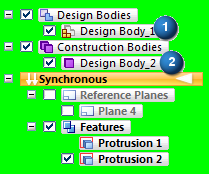 Design Bodies
Design Body_1 1
Construction Bodies
Design Body_2 2
Synchronous
Reference Planes
Plane 4
Features
Protrusion 1
Protrusion 2